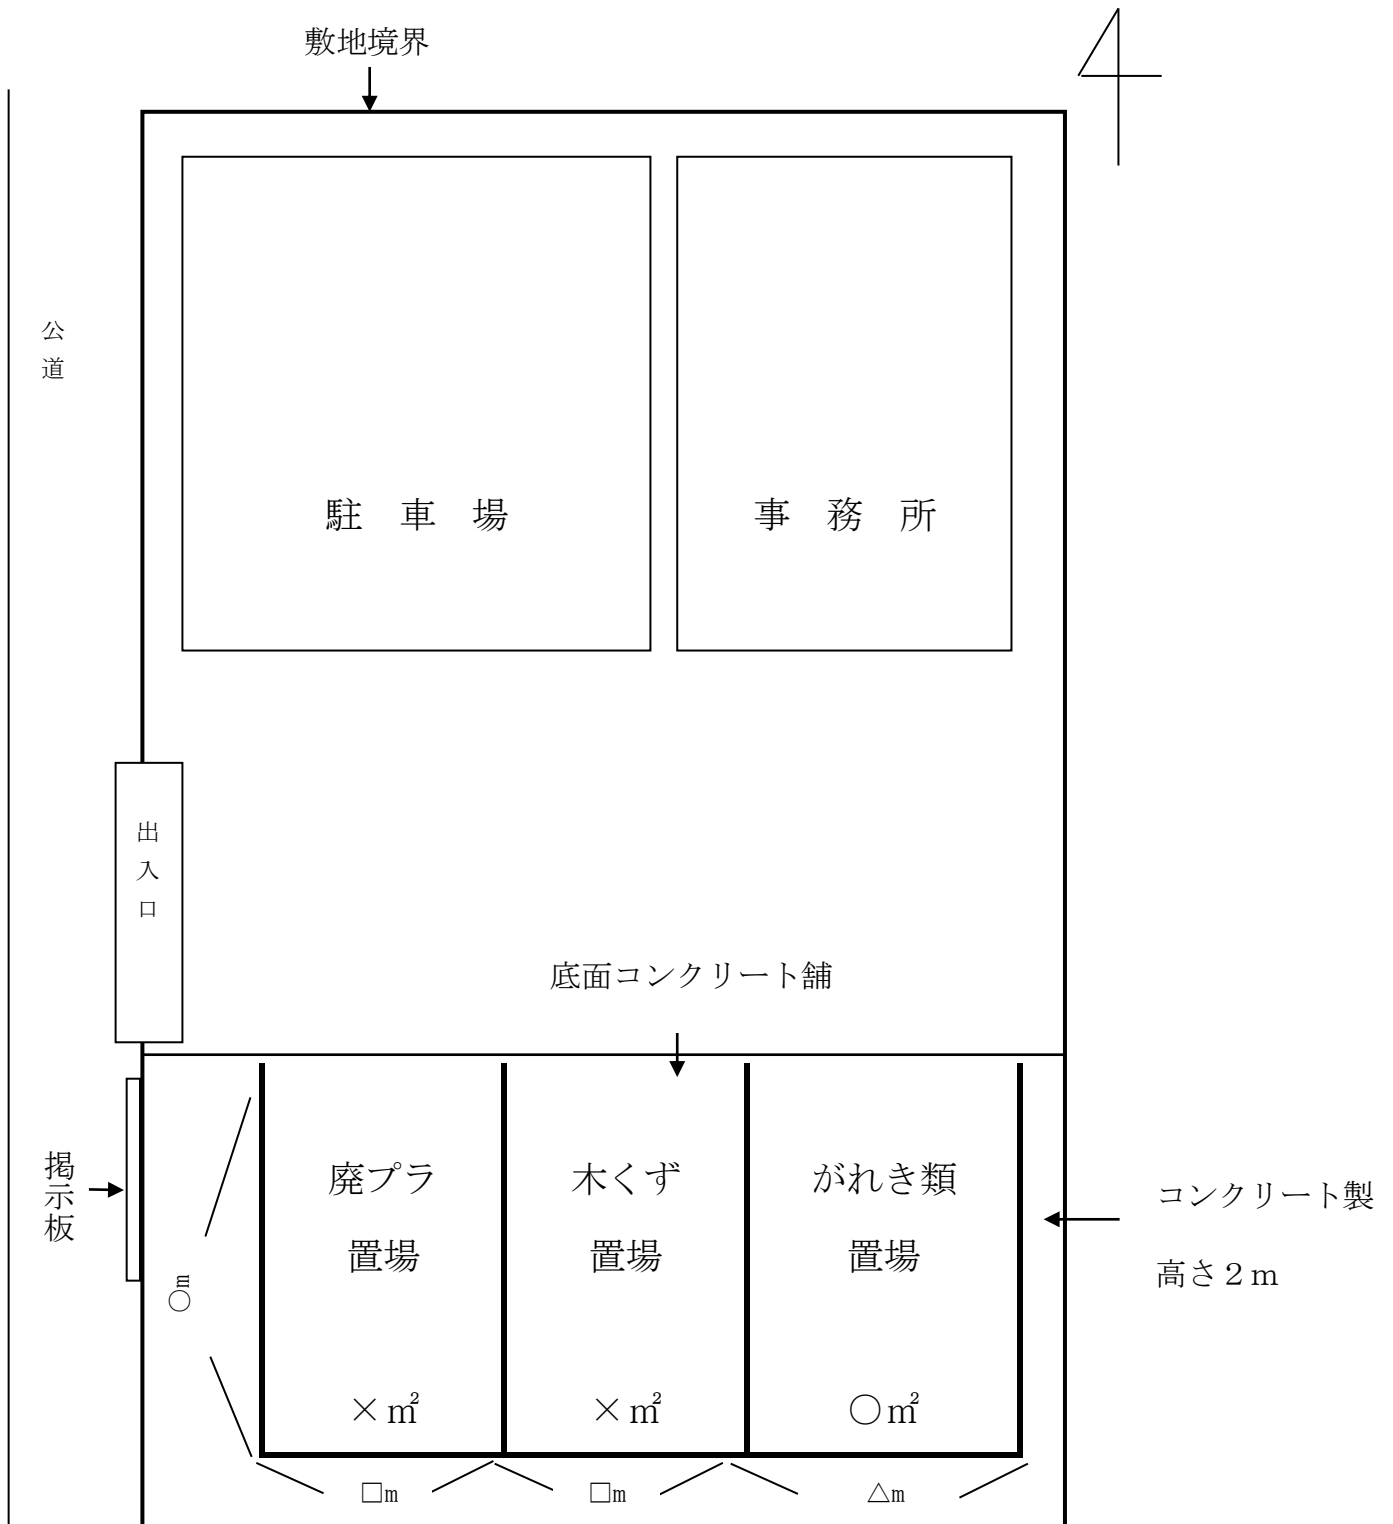 敷地境界
公道
駐 車 場
事 務 所
出入口
底面コンクリート舗
掲示板
廃プラ
置場
×㎡
木くず
置場
×㎡
がれき類
置場
○㎡
コンクリート製
高さ2m
○m
□m
□m
△m